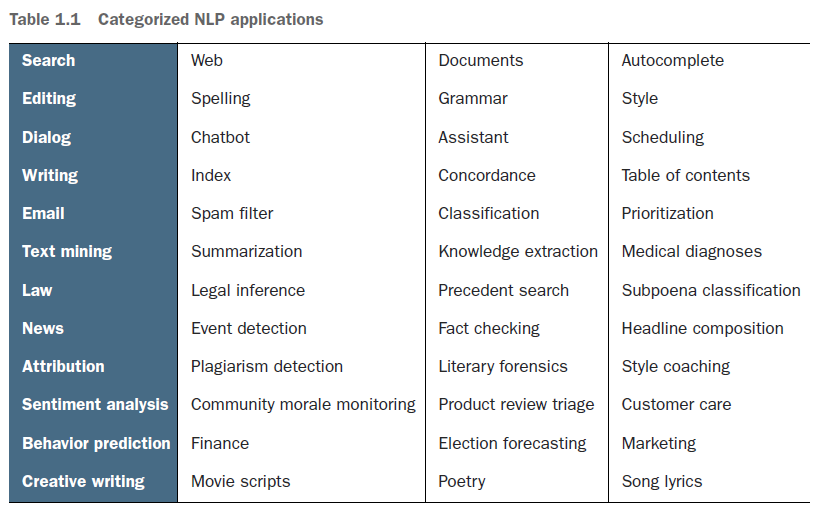 Table 1.1 Categorized NLP applications
Search Web Documents Autocomplete
Editing Spelling Grammar Style
Dialog Chatbot Assistant Scheduling
Writing Index Concordance Table of contents
Email Spam filter Classification Prioritization
Text mining Summarization Knowledge extraction Medical diagnoses
Law Legal inference Precedent search Subpoena classification
News Event detection Fact checking Headline composition
Attribution Plagiarism detection Literary forensics Style coaching
Sentiment analysis Community morale monitoring Product review triage Customer care
Behavior prediction Finance Election forecasting Marketing
Creative writing Movie scripts Poetry Song lyrics